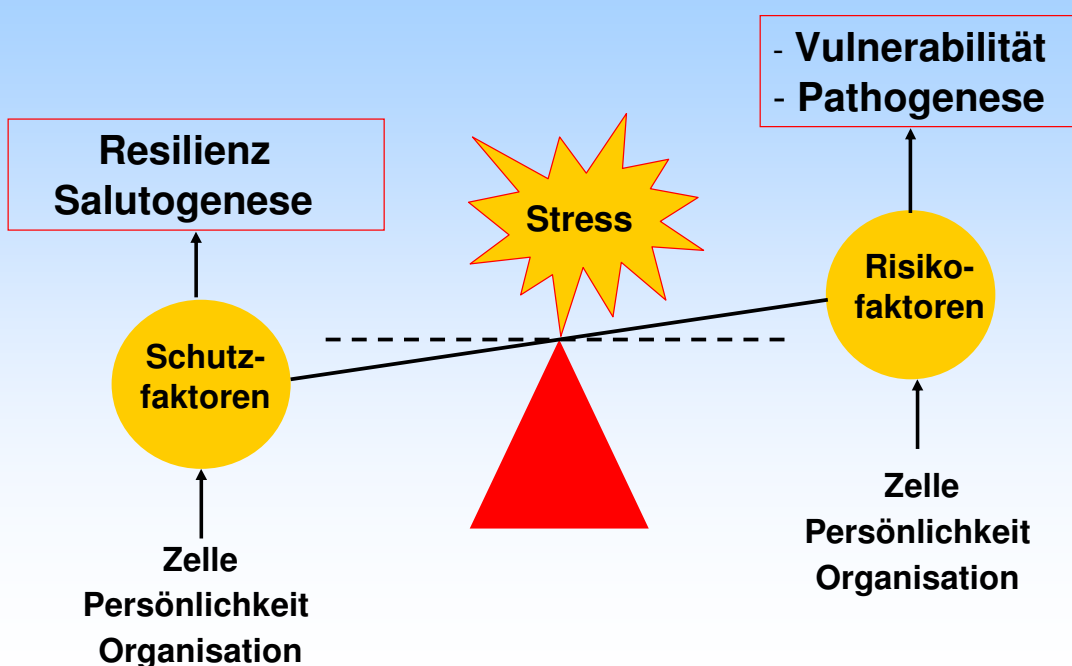 - Vulnerabilität
- Pathogenese
Resilienz
Salutogenese
Stress
Risiko-
faktoren
Schutz-
faktoren
Zelle
Persönlichkeit
Organisation
Zelle
Persönlichkeit
Organisation